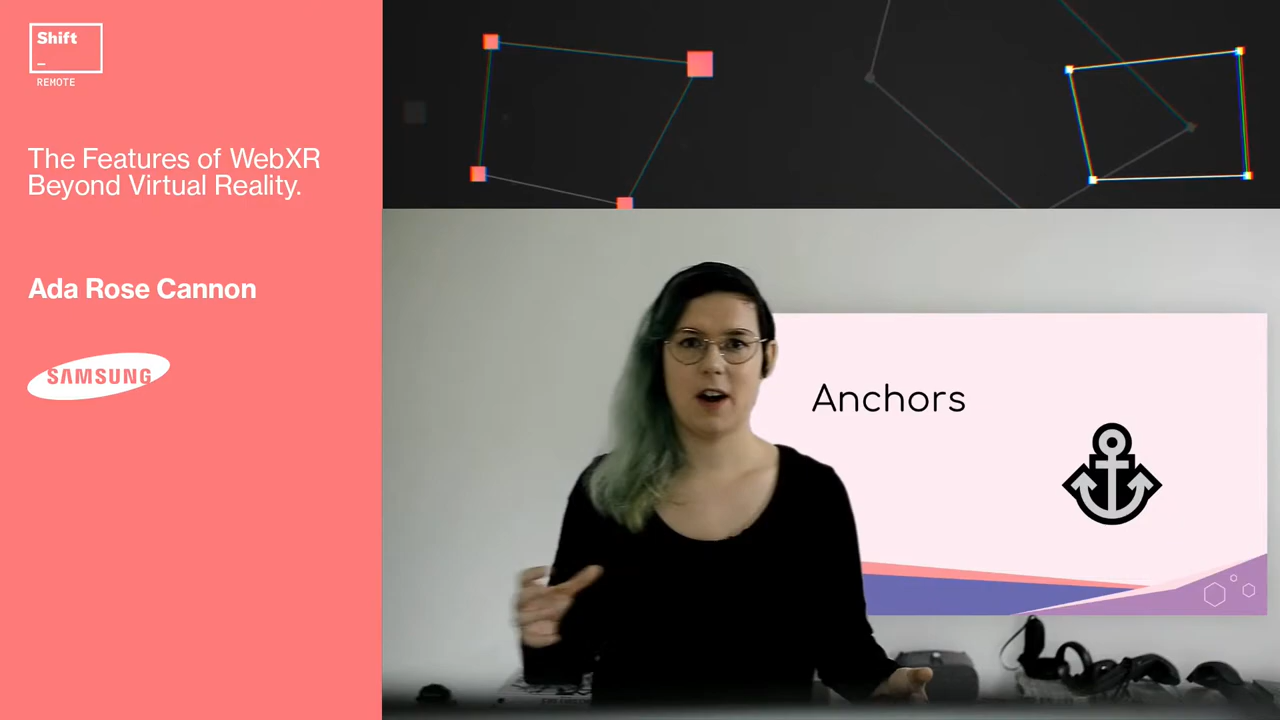 Shift
_
REMOTE
The Features of WebXR
Beyond Virtual Reality.
Ada Rose Cannon
SAMSUNG
Anchors